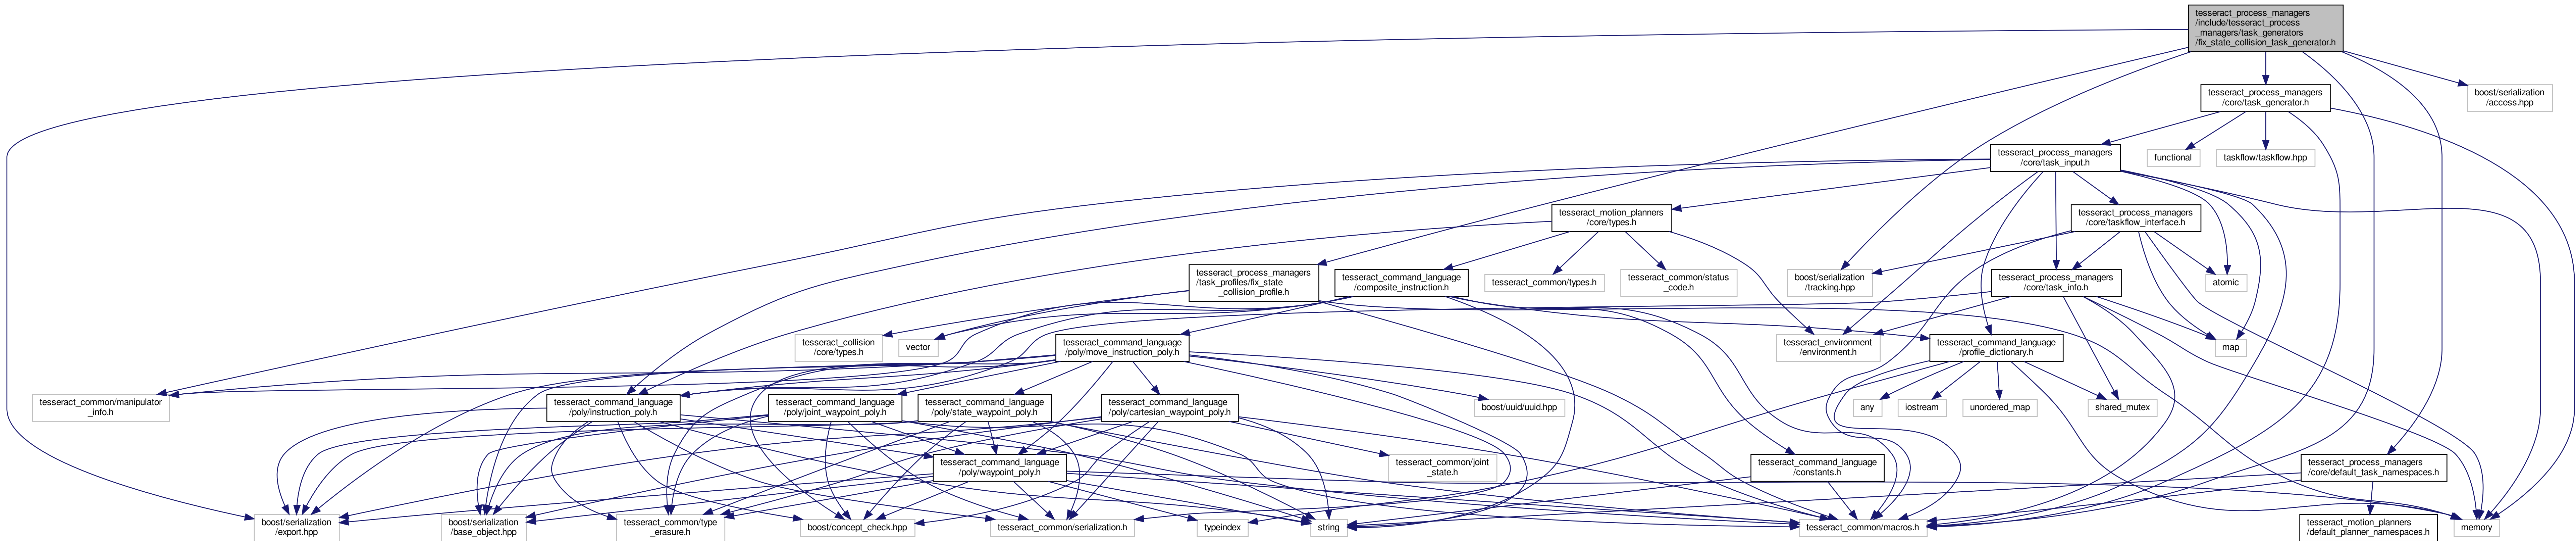 tesseract_process_managers
/include/tesseract_process
_managers/task_generators
/fix_state_collision_task_generator.h
tesseract_process_managers
/core/task_generator.h
boost/serialization
/access.hpp
tesseract_process_managers
/core/task_input.h
functional
taskflow/taskflow.hpp
tesseract_motion_planners
/core/types.h
tesseract_process_managers
/core/taskflow_interface.h
tesseract_process_managers
/task_profiles/fix_state
_collision_profile.h
tesseract_command_language
/composite_instruction.h
tesseract_common/types.h
tesseract_common/status
_code.h
boost/serialization
/tracking.hpp
tesseract_process_managers
/core/task_info.h
atomic
tesseract_collision
/core/types.h
vector
tesseract_command_language
/poly/move_instruction_poly.h
tesseract_environment
/environment.h
tesseract_command_language
/profile_dictionary.h
map
tesseract_common/manipulator
_info.h
tesseract_command_language
/poly/instruction_poly.h
tesseract_command_language
/poly/joint_waypoint_poly.h
tesseract_command_language
/poly/state_waypoint_poly.h
tesseract_command_language
/poly/cartesian_waypoint_poly.h
boost/uuid/uuid.hpp
any
iostream
unordered_map
shared_mutex
tesseract_command_language
/poly/waypoint_poly.h
tesseract_common/joint
_state.h
tesseract_command_language
/constants.h
tesseract_process_managers
/core/default_task_namespaces.h
boost/serialization
/export.hpp
boost/serialization
/base_object.hpp
tesseract_common/type
_erasure.h
boost/concept_check.hpp
tesseract_common/serialization.h
typeindex
string
tesseract_common/macros.h
tesseract_motion_planners
/default_planner_namespaces.h
memory